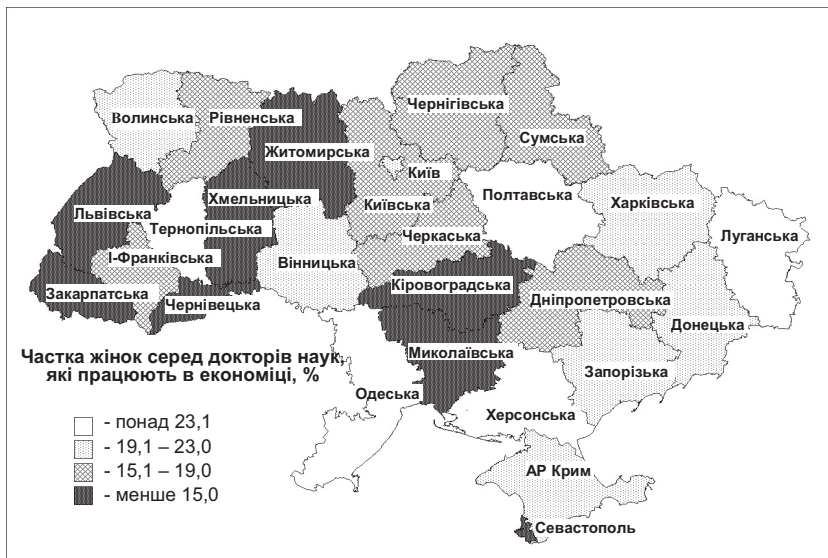 Волинська
Рівненська
Чернігівська
Сумська
Житомирська
Київ
Хмельницька
Полтавська
Харківська
Львівська
Київська
Тернопільська
Черкаська
Луганська
І-Франківська
Вінницька
Кіровоградська
Закарпатська
Чернівецька
Дніпропетровська
Донецька
Миколаївська
Запорізька
Одеська
Херсонська
АР Крим
Севастополь
Частка жінок серед докторів наук,
які працюють в економіці, %
- понад 23,1
- 19,1 – 23,0
- 15,1 – 19,0
- менше 15,0